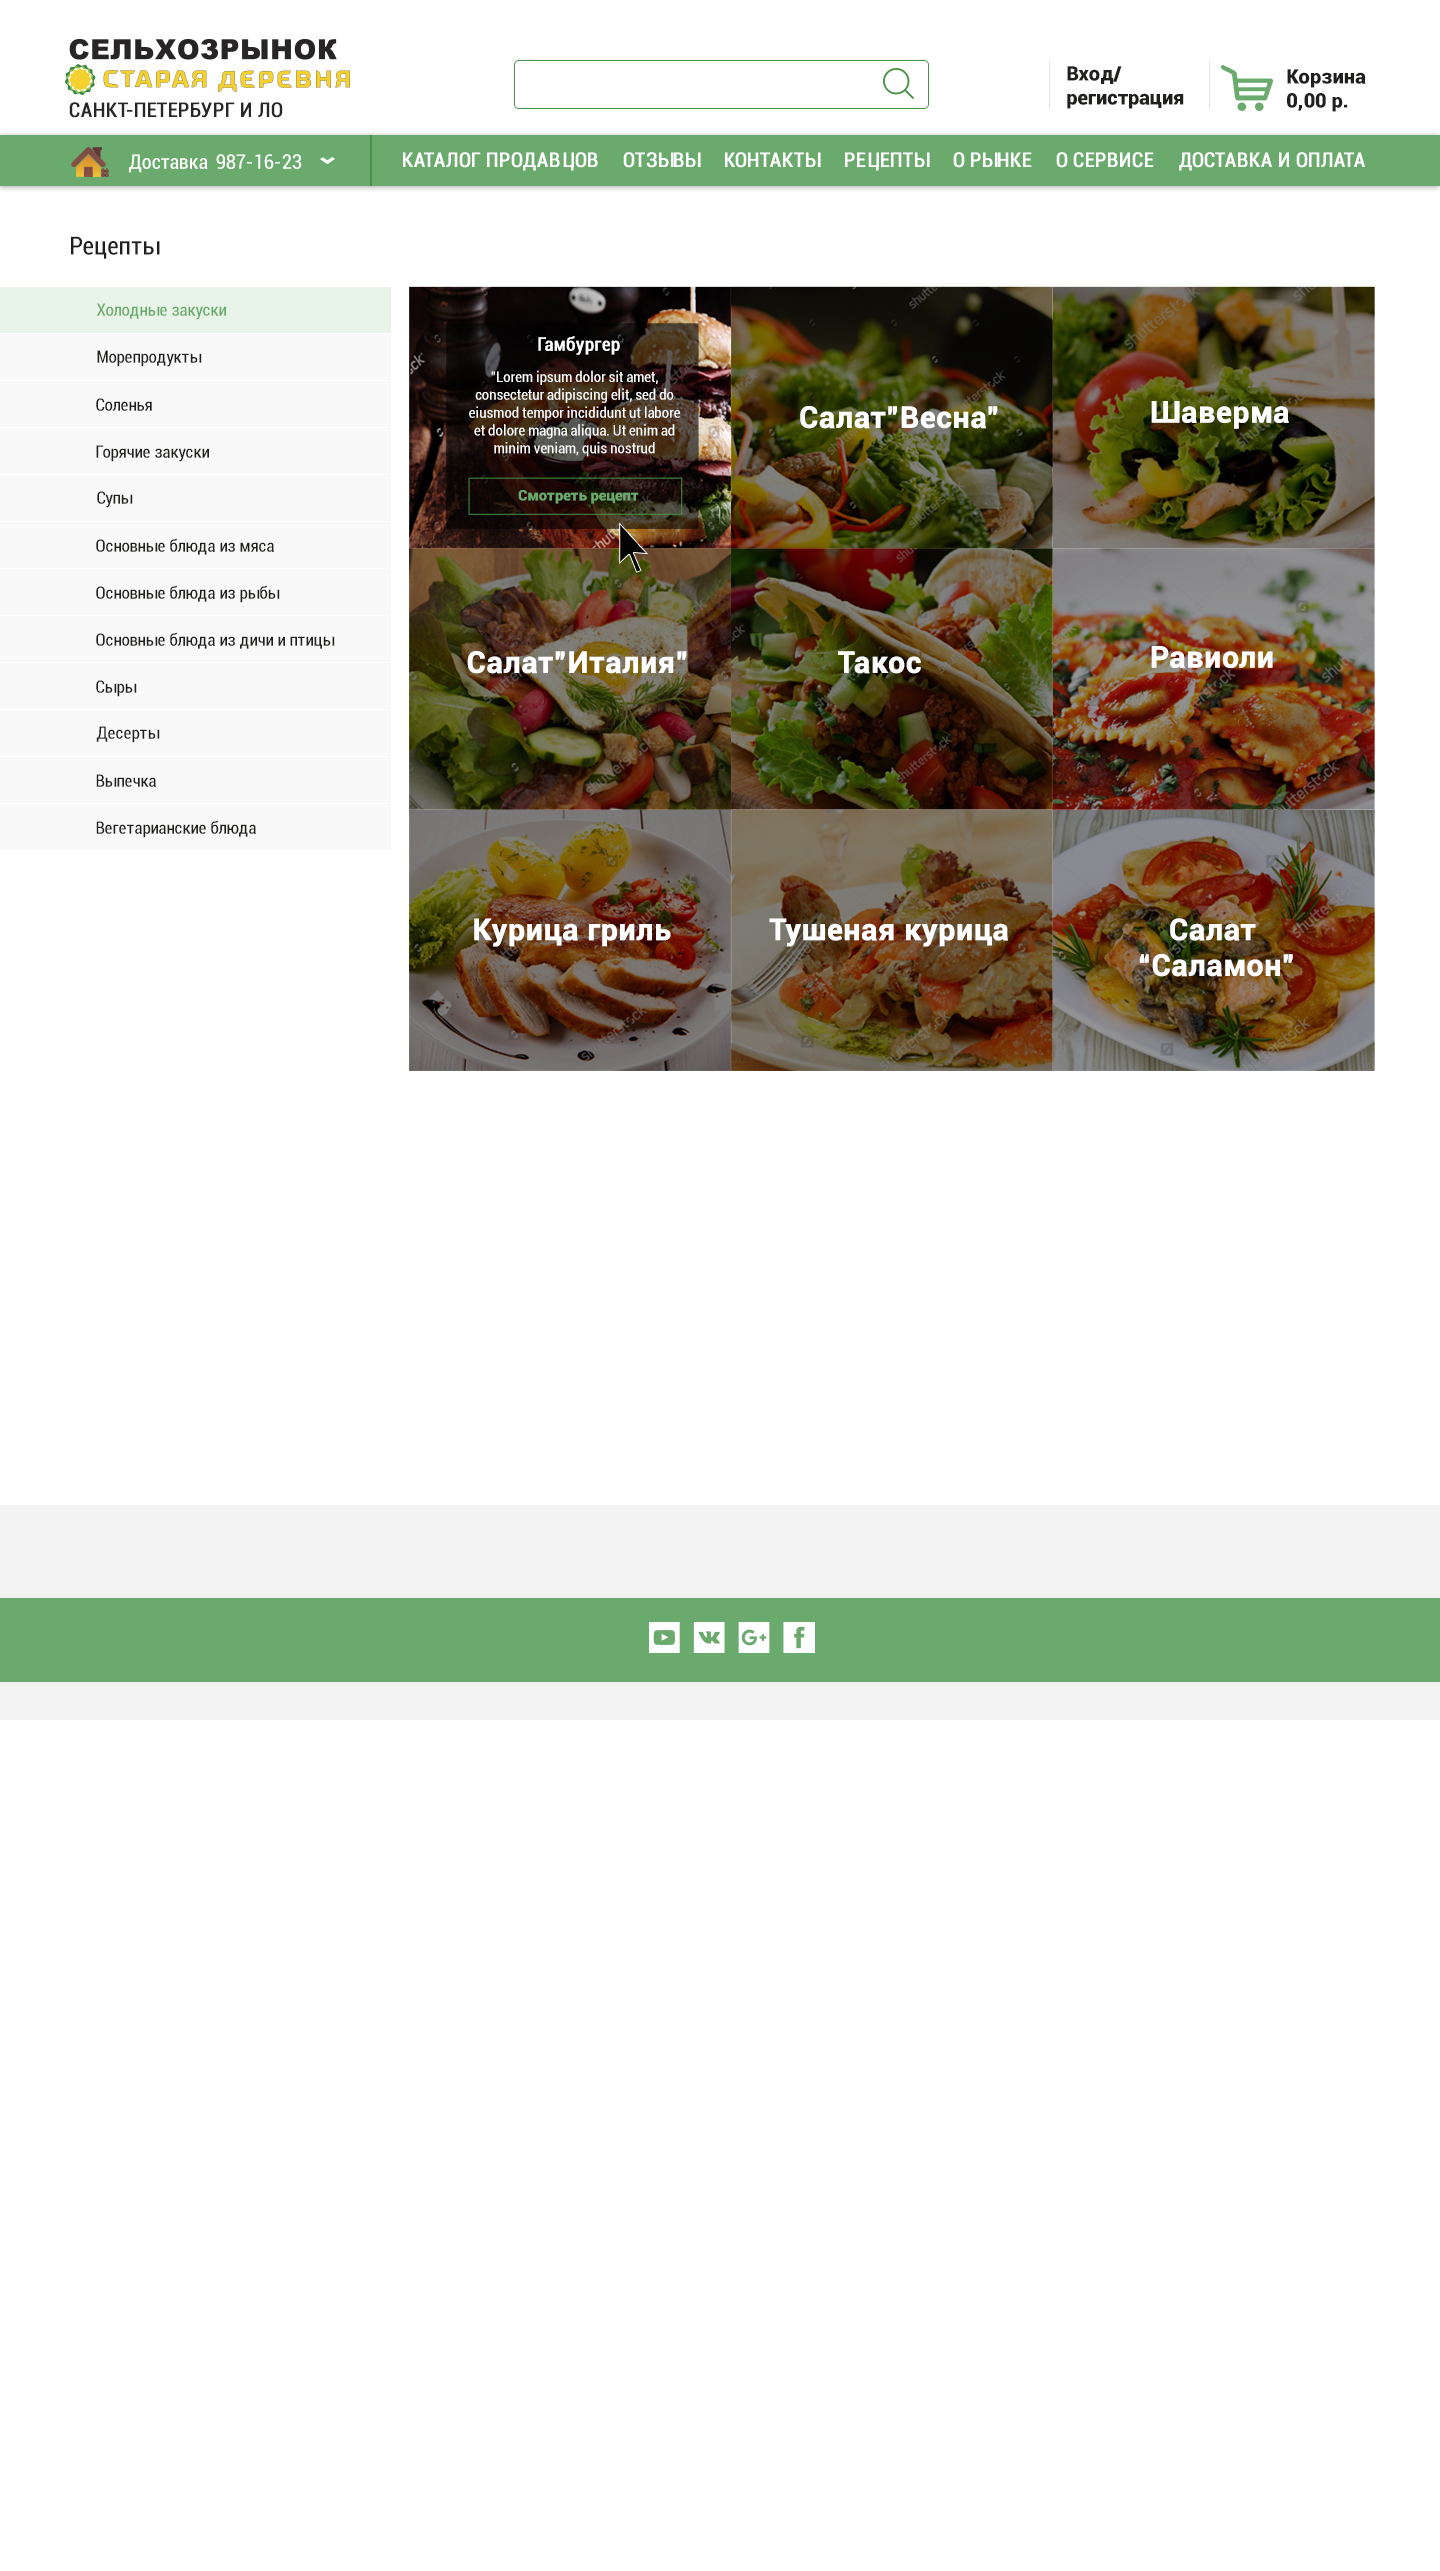 СЕЛЬХОЗРЫНОК
СТАРАЯ ДЕРЕВНЯ
САНКТ-ПЕТЕРБУРГ И ЛО
Вход/
регистрация
Корзина
0,00 р.
Доставка 987-16-23
КАТАЛОГ ПРОДАВЦОВ ОТЗЫВЫ КОНТАКТЫ РЕЦЕПТЫ О РЫНКЕ О СЕРВИСЕ ДОСТАВКА И ОПЛАТА
Рецепты
Холодные закуски
Морепродукты
Соленья
Горячие закуски
Супы
Основные блюда из мяса
Основные блюда из рыбы
Основные блюда из дичи и птицы
Сыры
Десерты
Выпечка
Вегетарианские блюда
Гамбургер
"Lorem ipsum dolor sit amet,
consectetur adipiscing elit, sed do
eiusmod tempor incididunt ut labore
et dolore magna aliqua. Ut enim ad
minim veniam, quis nostrud
Смотреть рецепт
Салат"Весна"
Шаверма
Салат"Италия"
Такос
Равиоли
Курица гриль
Тушеная курица
Салат
“Саламон"